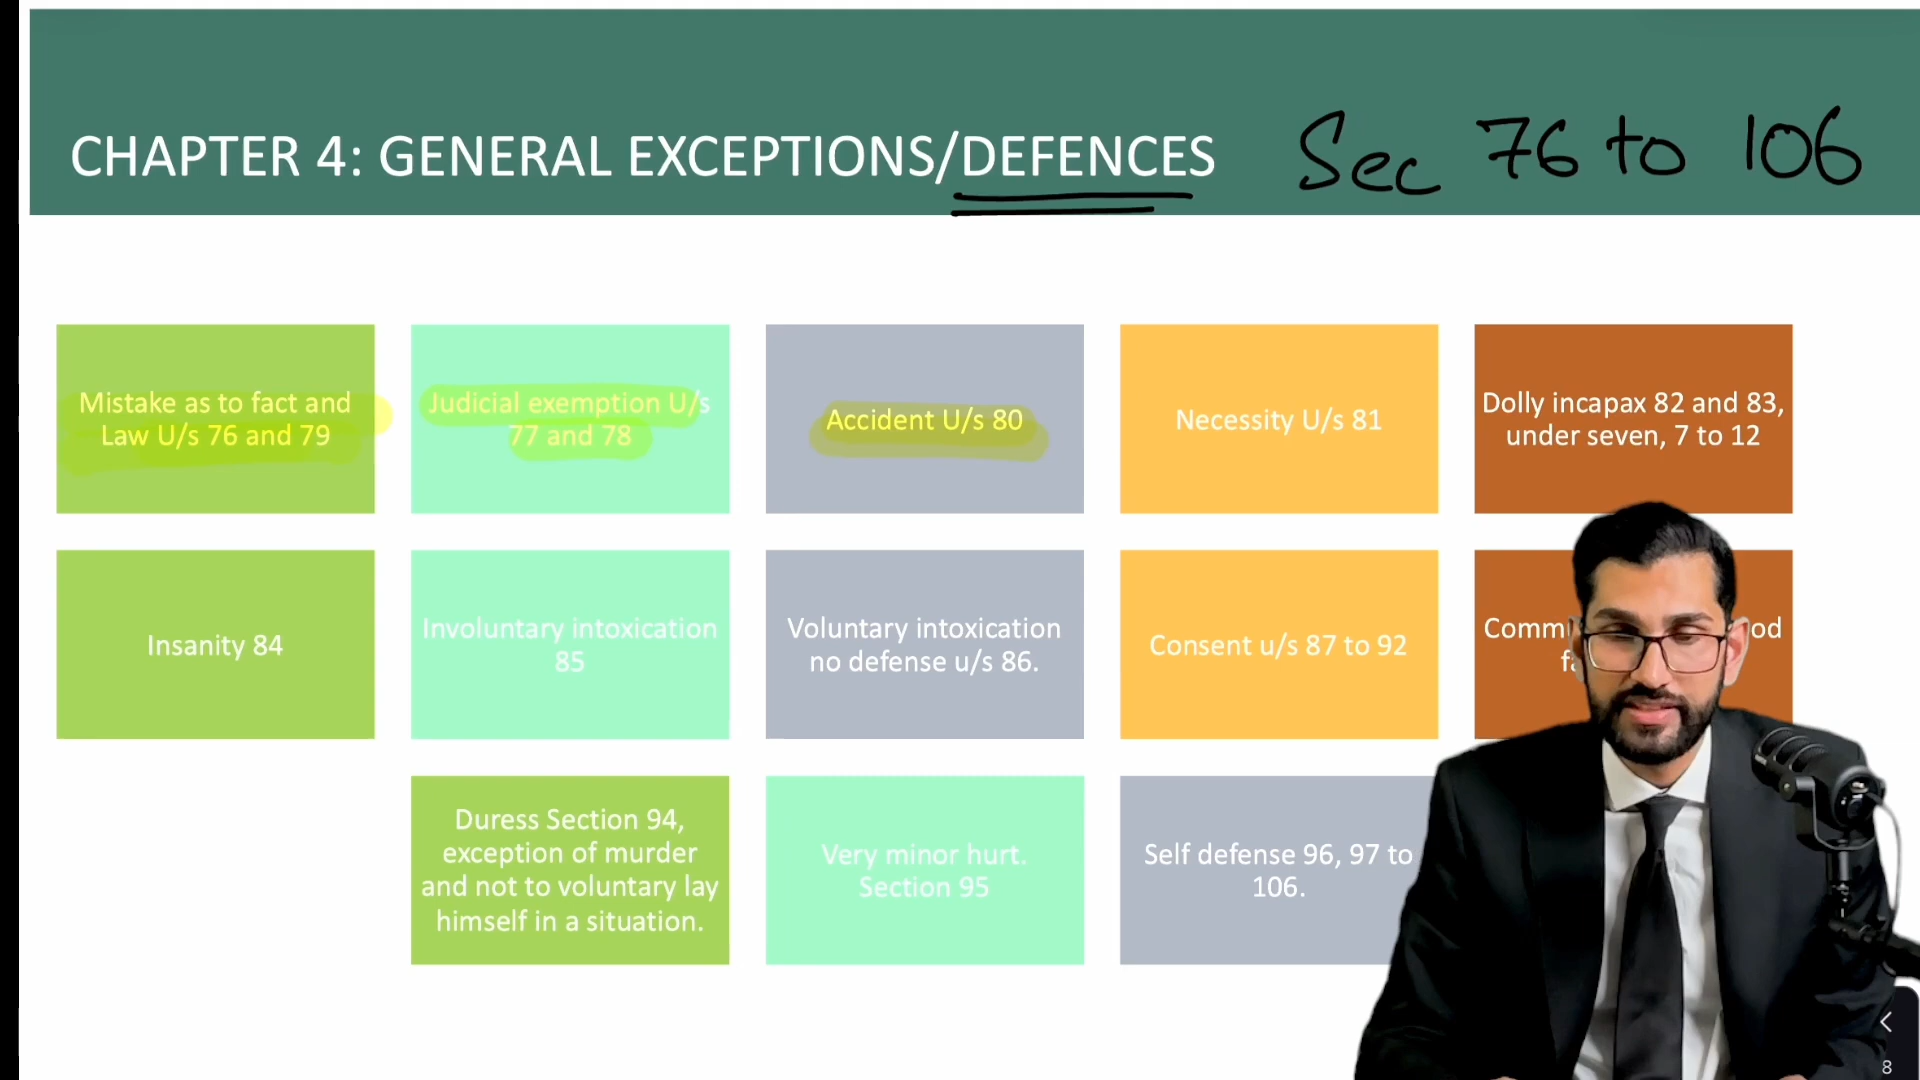 CHAPTER 4: GENERAL EXCEPTIONS/DEFENCES Sec 76 to 106
Mistake as to fact and
Law U/s 76 and 79
Judicial exemption U/s
77 and 78
Accident U/s 80
Necessity U/s 81
Dolly incapax 82 and 83,
under seven, 7 to 12
Insanity 84
Involuntary intoxication
85
Voluntary intoxication
no defense u/s 86.
Consent u/s 87 to 92
Duress Section 94,
exception of murder
and not to voluntary lay
himself in a situation.
Very minor hurt.
Section 95
Self defense 96, 97 to
106.
8